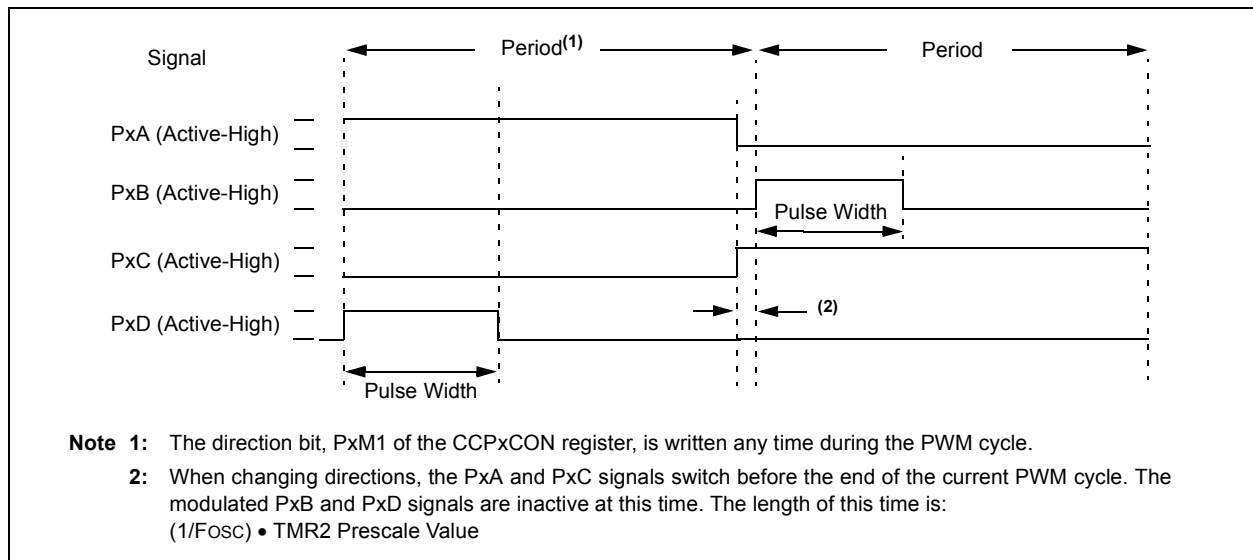 Signal
Period(1)
Period
PxA (Active-High)
PxB (Active-High)
Pulse Width
PxC (Active-High)
(2)
PxD (Active-High)
Pulse Width
Note 1: The direction bit, PxM1 of the CCPxCON register, is written any time during the PWM cycle.
2: When changing directions, the PxA and PxC signals switch before the end of the current PWM cycle. The
modulated PxB and PxD signals are inactive at this time. The length of this time is:
(1/FOSC) • TMR2 Prescale Value